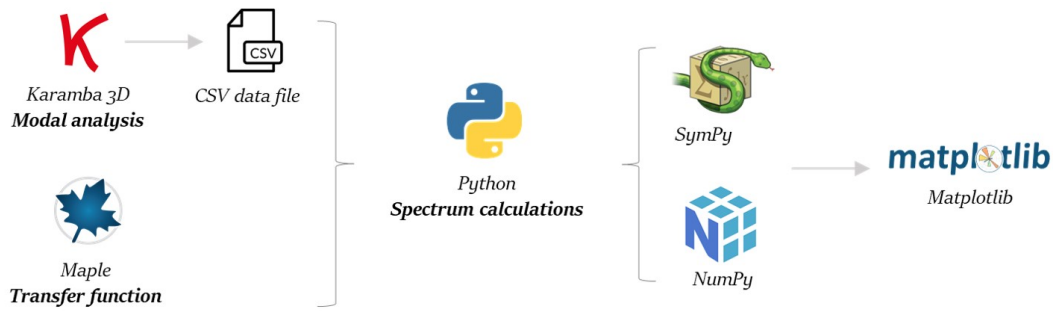 CSV
Karamba 3D
Modal analysis
CSV data file
Python
Spectrum calculations
Maple
Transfer function
SymPy
NumPy
matplotlib
Matplotlib